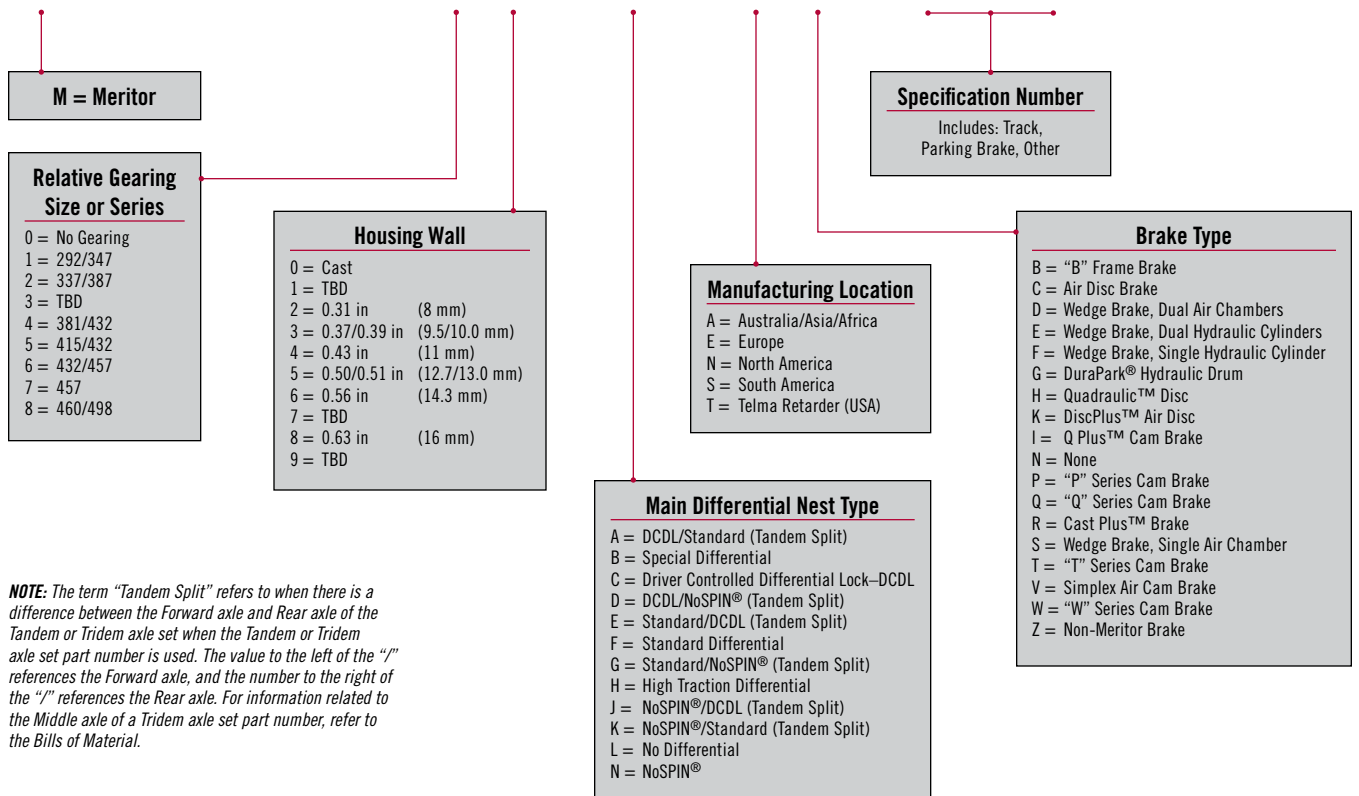 M = Meritor
Relative Gearing
Size or Series
0 = No Gearing
1 = 292/347
2 = 337/387
3 = TBD
4 = 381/432
5 = 415/432
6 = 432/457
7 = 457
8 = 460/498
Housing Wall
0 = Cast
1 = TBD
2 = 0.31 in (8 mm)
3 = 0.37/0.39 in (9.5/10.0 mm)
4 = 0.43 in (11 mm)
5 = 0.50/0.51 in (12.7/13.0 mm)
6 = 0.56 in (14.3 mm)
7 = TBD
8 = 0.63 in (16 mm)
9 = TBD
Main Differential Nest Type
A = DCDL/Standard (Tandem Split)
B = Special Differential
C = Driver Controlled Differential Lock–DCDL
D = DCDL/NoSPIN® (Tandem Split)
E = Standard/DCDL (Tandem Split)
F = Standard Differential
G = Standard/NoSPIN® (Tandem Split)
H = High Traction Differential
J = NoSPIN®/DCDL (Tandem Split)
K = NoSPIN®/Standard (Tandem Split)
L = No Differential
N = NoSPIN®
Manufacturing Location
A = Australia/Asia/Africa
E = Europe
N = North America
S = South America
T = Telma Retarder (USA)
Specification Number
Includes: Track,
Parking Brake, Other
Brake Type
B = “B” Frame Brake
C = Air Disc Brake
D = Wedge Brake, Dual Air Chambers
E = Wedge Brake, Dual Hydraulic Cylinders
F = Wedge Brake, Single Hydraulic Cylinder
G = DuraPark® Hydraulic Drum
H = Quadraulic™ Disc
K = DiscPlus™ Air Disc
I = Q Plus™ Cam Brake
N = None
P = “P” Series Cam Brake
Q = “Q” Series Cam Brake
R = Cast Plus™ Brake
S = Wedge Brake, Single Air Chamber
T = “T” Series Cam Brake
V = Simplex Air Cam Brake
W = “W” Series Cam Brake
Z = Non-Meritor Brake
NOTE: The term “Tandem Split” refers to when there is a
difference between the Forward axle and Rear axle of the
Tandem or Tridem axle set when the Tandem or Tridem
axle set part number is used. The value to the left of the “/”
references the Forward axle, and the number to the right of
the “/” references the Rear axle. For information related to
the Middle axle of a Tridem axle set part number, refer to
the Bills of Material.